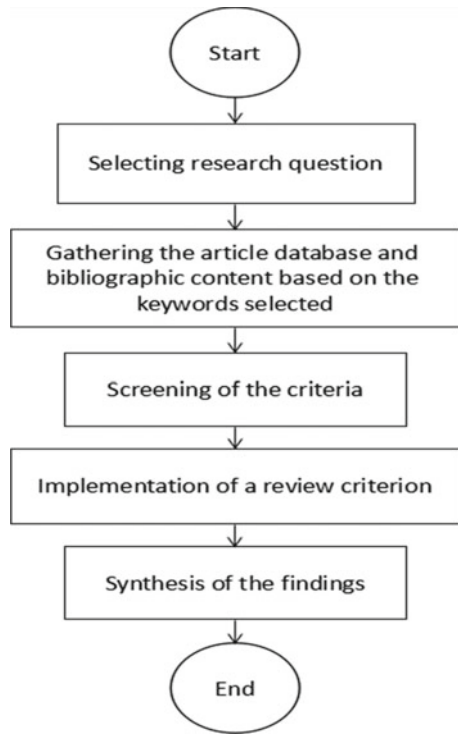 Start
Selecting research question
Gathering the article database and
bibliographic content based on the
keywords selected
Screening of the criteria
Implementation of a review criterion
Synthesis of the findings
End